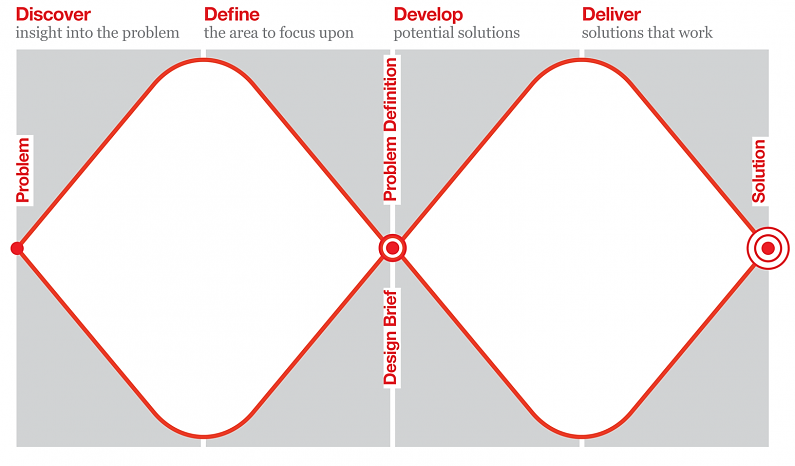 Discover
insight into the problem
Define
the area to focus upon
Develop
potential solutions
Deliver
solutions that work
Problem
Problem Definition
Design Brief
Solution